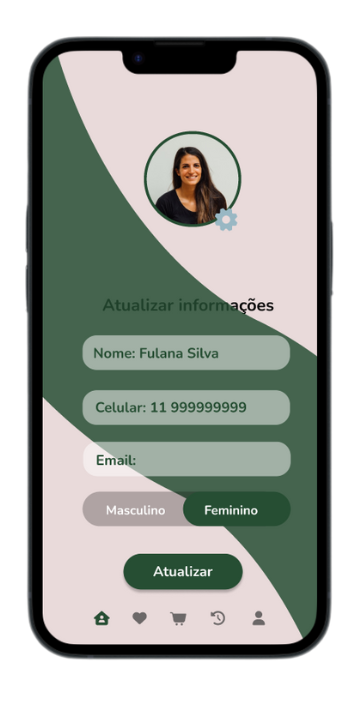 Atualizar informações
Nome: Fulana Silva
Celular: 11 999999999
Email:
Masculino Feminino
Atualizar